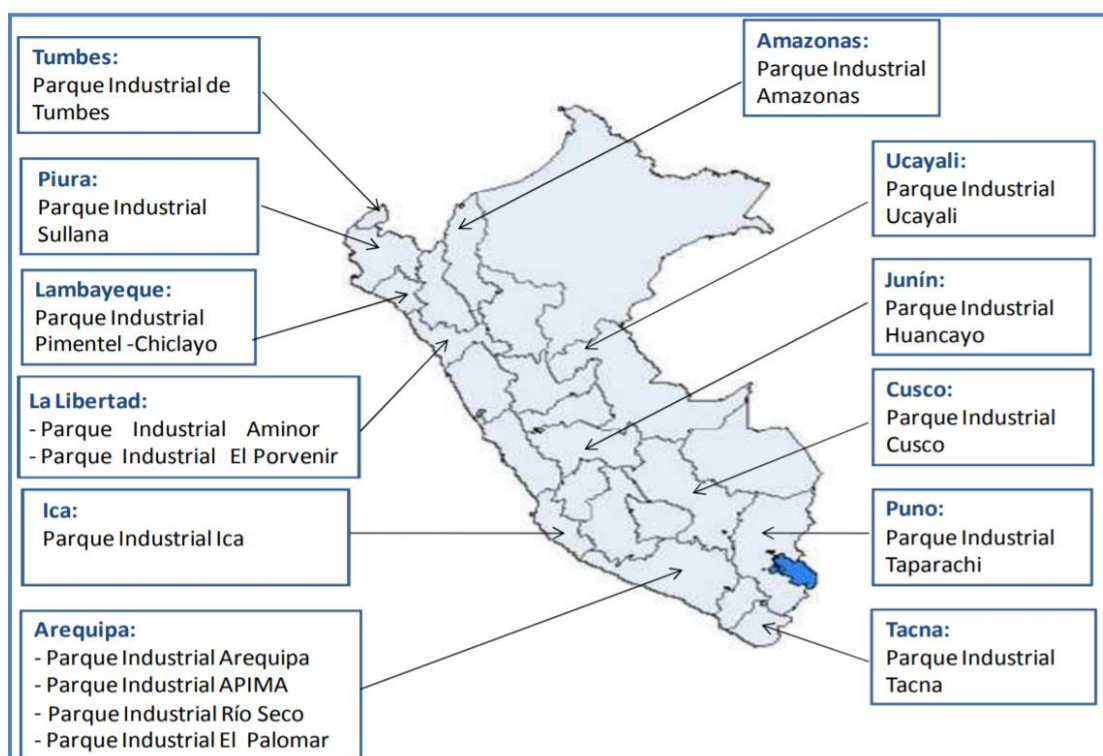 Tumbes:
Parque Industrial de
Tumbes
Piura:
Parque Industrial
Sullana
Lambayeque:
Parque Industrial
Pimentel -Chiclayo
La Libertad:
- Parque Industrial Aminor
- Parque Industrial El Porvenir
Ica:
Parque Industrial Ica
Arequipa:
- Parque Industrial Arequipa
- Parque Industrial APIMA
- Parque Industrial Río Seco
- Parque Industrial El Palomar
Amazonas:
Parque Industrial
Amazonas
Ucayali:
Parque Industrial
Ucayali
Junín:
Parque Industrial
Huancayo
Cusco:
Parque Industrial
Cusco
Puno:
Parque Industrial
Taparachi
Tacna:
Parque Industrial
Tacna